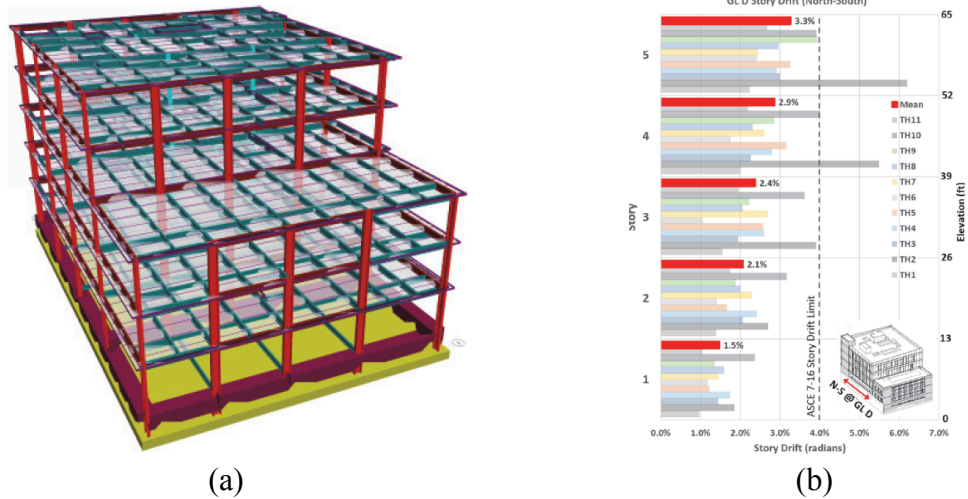 GL D Story Drift (North-South)
65
3.3%
5
52
2.9%
Mean
TH11
4
TH10
TH9
TH8
39
2.4%
TH7
TH6
Story
3
TH5
TH4
Elevation (ft)
TH3
26
TH2
2.1%
TH1
2
ASCE 7-16 Story Drift Limit
13
1.5%
1
N-S @ GL D
0
0.0% 1.0% 2.0% 3.0% 4.0% 5.0% 6.0% 7.0%
Story Drift (radians)
(a) (b)